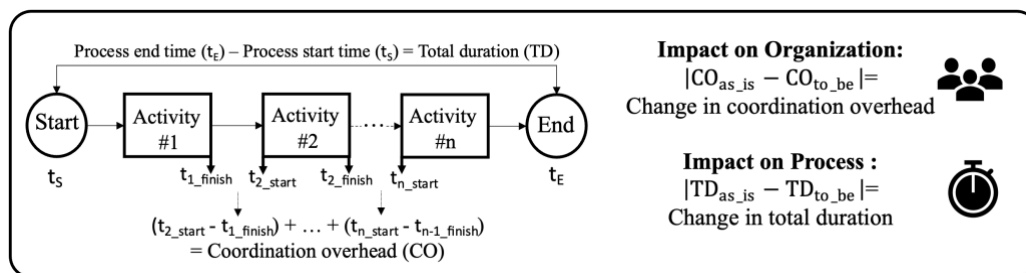 Process end time (tE) – Process start time (tS) = Total duration (TD)
Start
Activity
#1
Activity
#2
.....
Activity
#n
End
tS
t1_finish
t2_start
t2_finish
tn_start
tE
(t2_start - t1_finish) + … + (tn_start - tn-1_finish)
= Coordination overhead (CO)
Impact on Organization:
|COas_is − COto_be|=
Change in coordination overhead
Impact on Process :
|TDas_is − TDto_be|=
Change in total duration